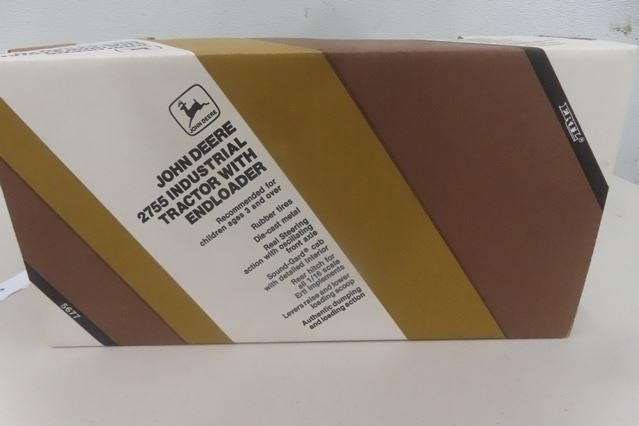 JOHN DEERE
JOHN DEERE
2755 INDUSTRIAL
TRACTOR WITH
ENDLOADER
Recommended for
children ages 3 and over
Rubber tires
Die-cast metal
Real Steering
action with oscillating
front axle
Sound-Gard® cab
with detailed interior
Rear hitch for
all 1/16 scale
Ertl implements
Levers raise and lower
loading scoop
Authentic dumping
and loading action
ERTL®
5677